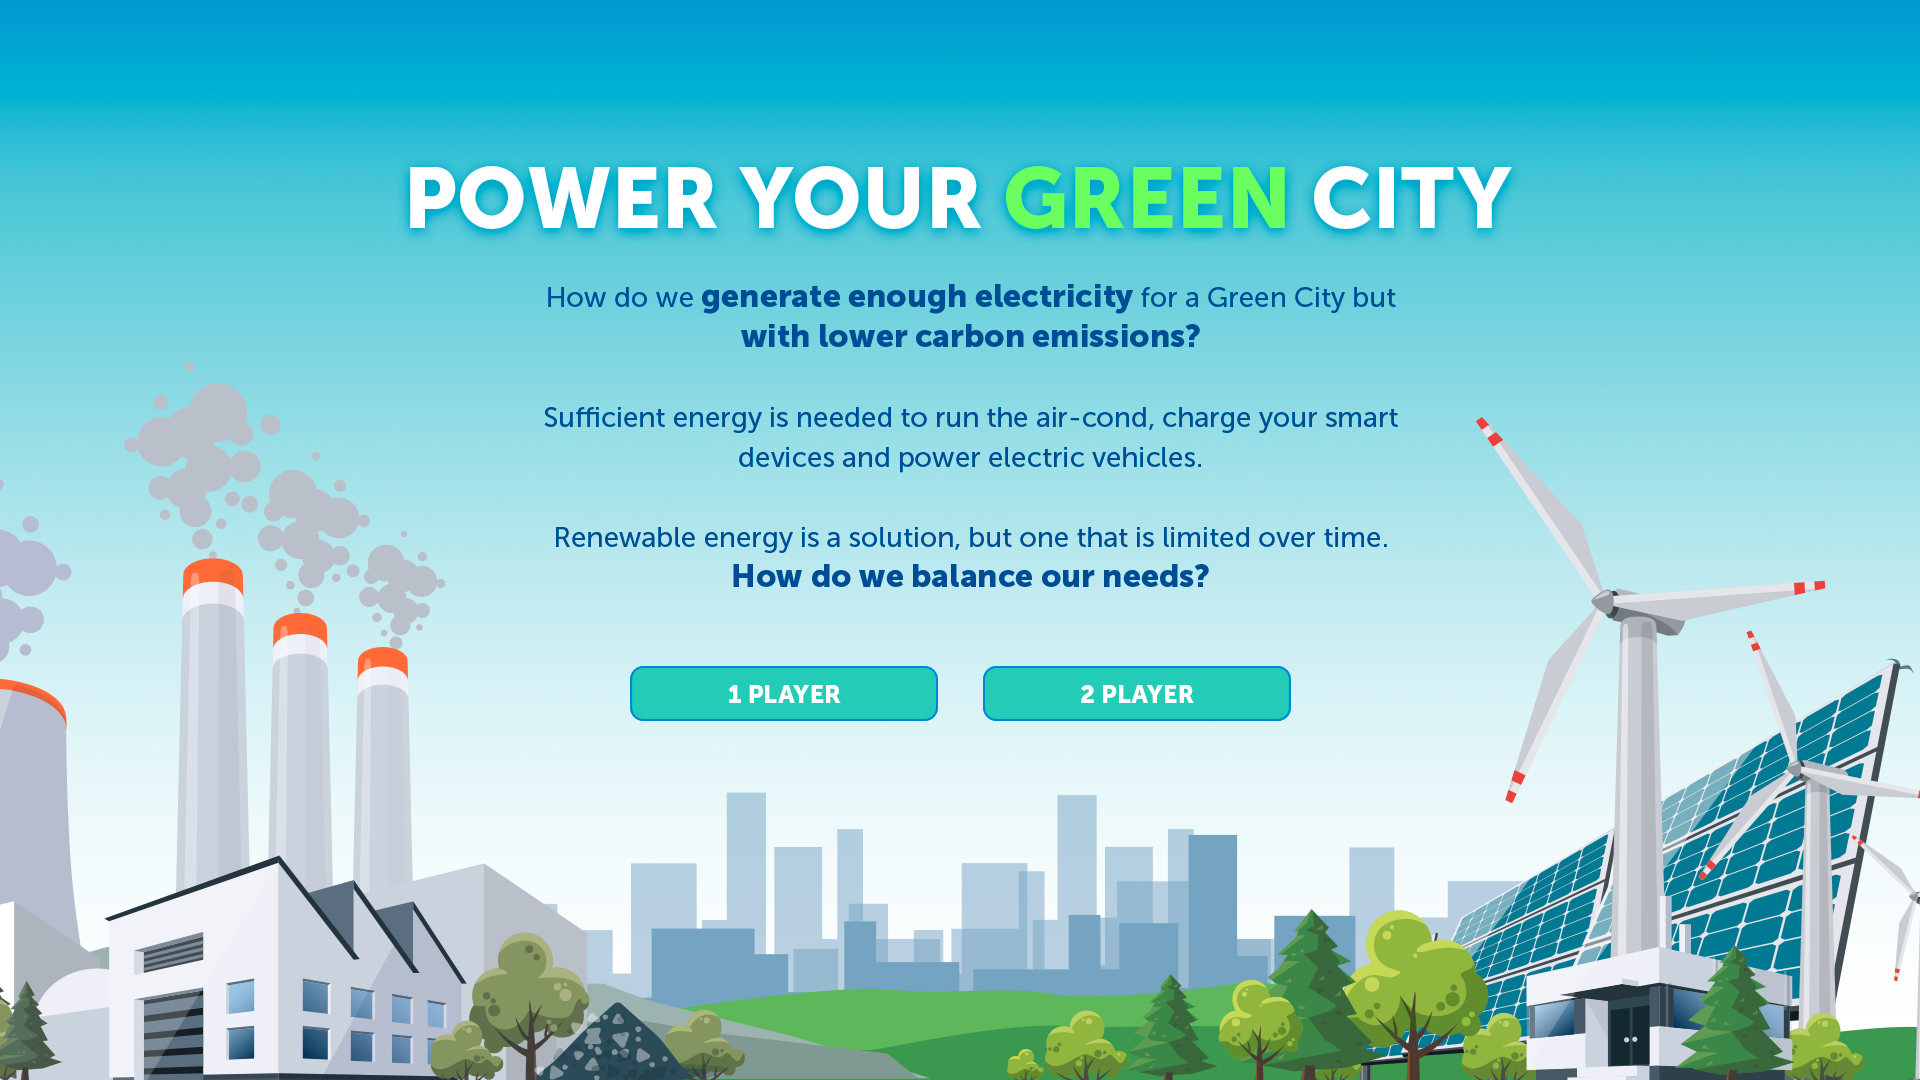 POWER YOUR GREEN CITY
How do we generate enough electricity for a Green City but
with lower carbon emissions?
Sufficient energy is needed to run the air-cond, charge your smart
devices and power electric vehicles.
Renewable energy is a solution, but one that is limited over time.
How do we balance our needs?
1 PLAYER
2 PLAYER